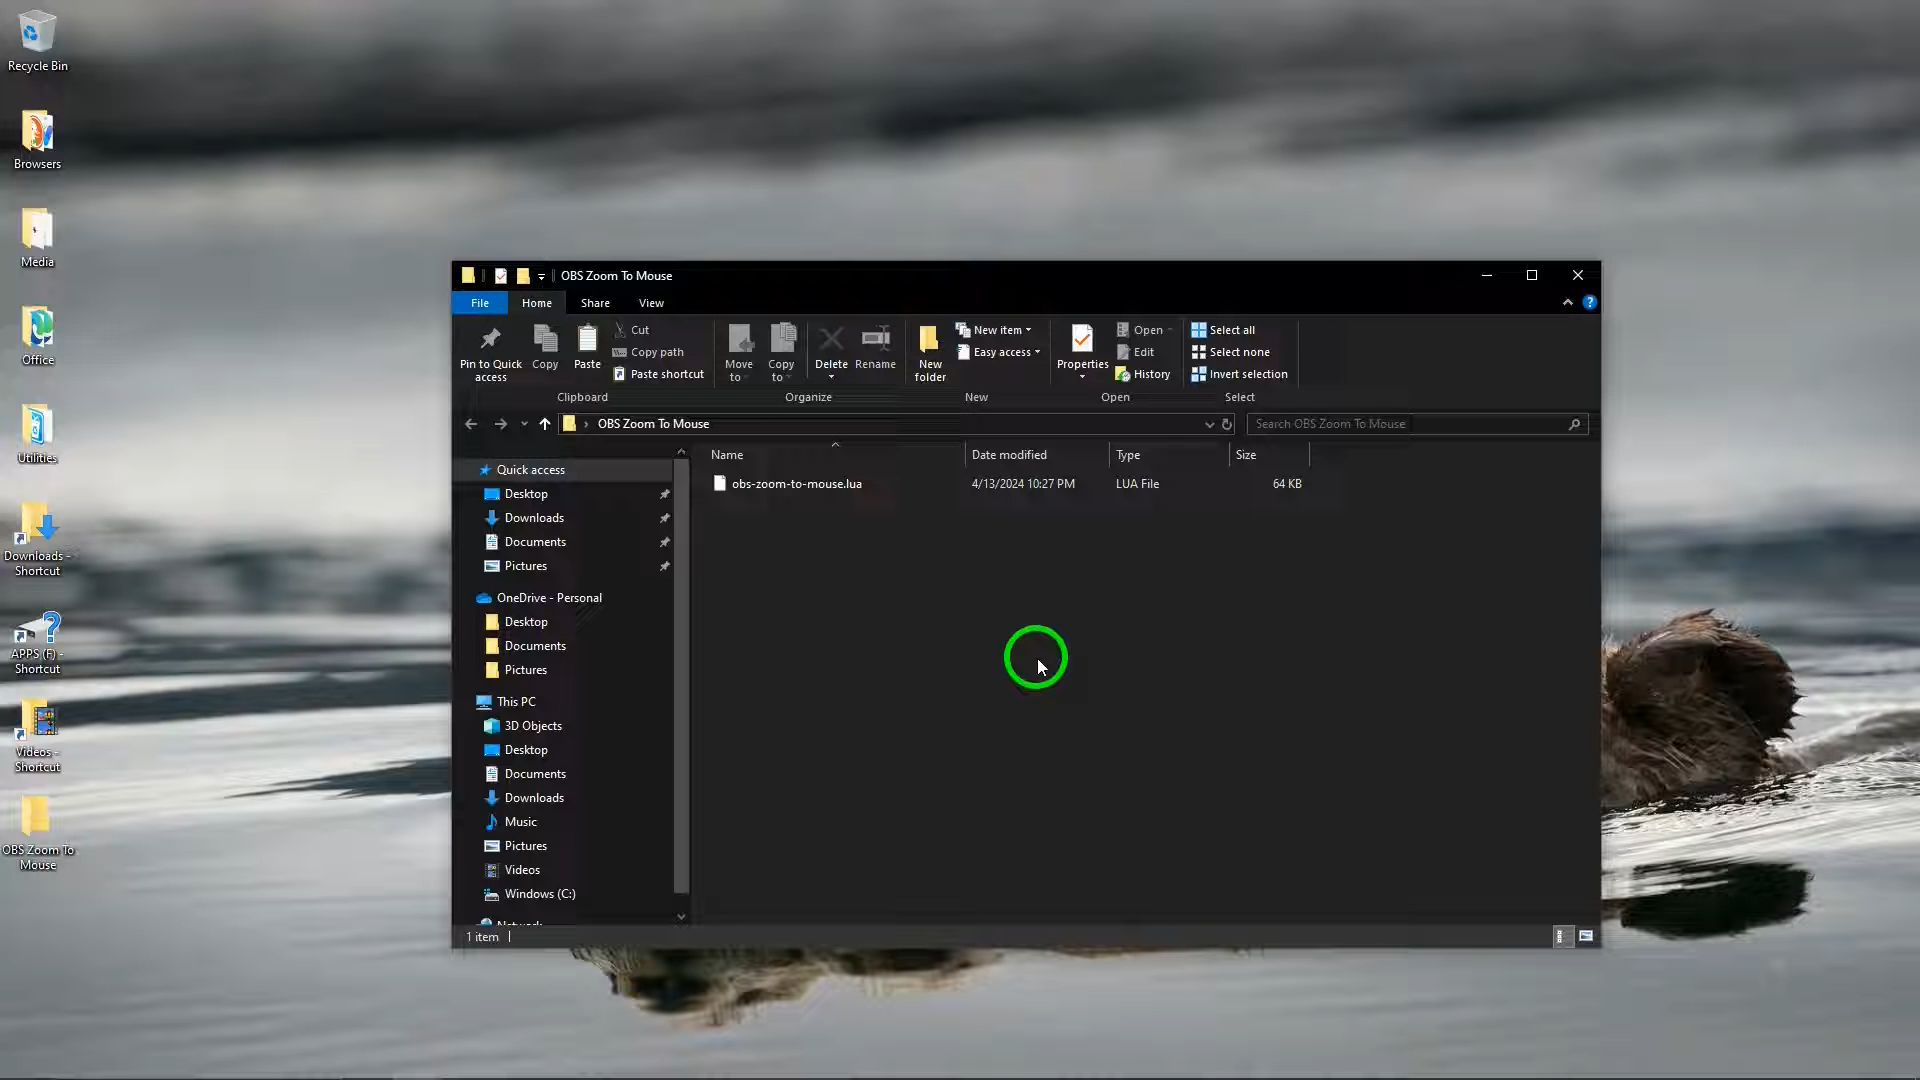 Recycle Bin
Browsers
Media
Office
Utilities
Downloads -
Shortcut
APPS (F) -
Shortcut
Videos -
Shortcut
OBS Zoom To
Mouse
OBS Zoom To Mouse
File Home Share View
Pin to Quick
access
Copy
Paste
Cut
Copy path
Paste shortcut
Clipboard
Move
to
Copy
to
Delete
Rename
Organize
New
folder
New item
Easy access
New
Properties
Open
Edit
History
Open
Select all
Select none
Invert selection
Select
OBS Zoom To Mouse
Search OBS Zoom To Mouse
Name Date modified Type Size
obs-zoom-to-mouse.lua 4/13/2024 10:27 PM LUA File 64 KB
Quick access
Desktop
Downloads
Documents
Pictures
OneDrive - Personal
Desktop
Documents
Pictures
This PC
3D Objects
Desktop
Documents
Downloads
Music
Pictures
Videos
Windows (C:)
Network
1 item